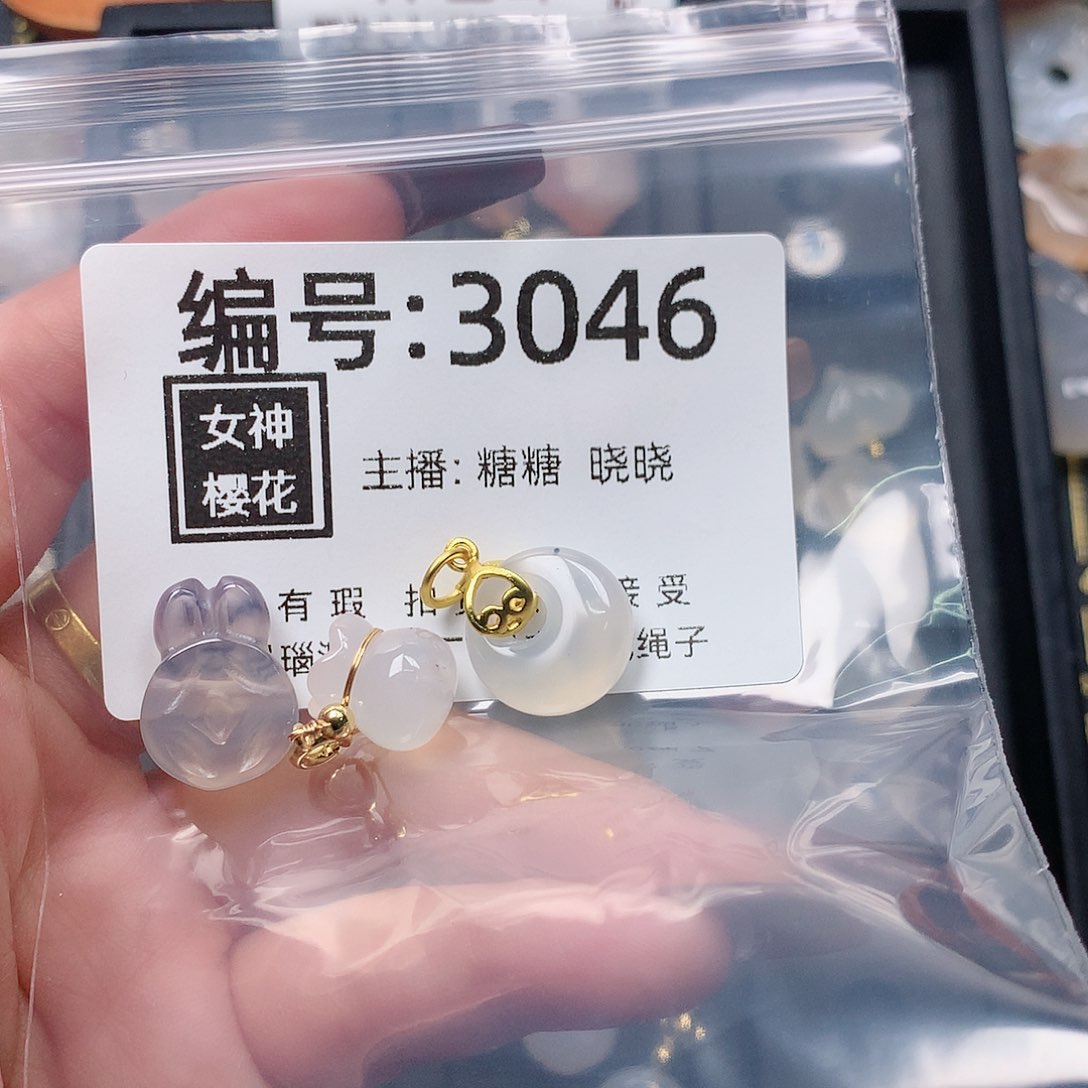 编号:3046
女神
樱花
主播: 糖糖 晓晓
有瑕 拍 接受
瑙 绳子